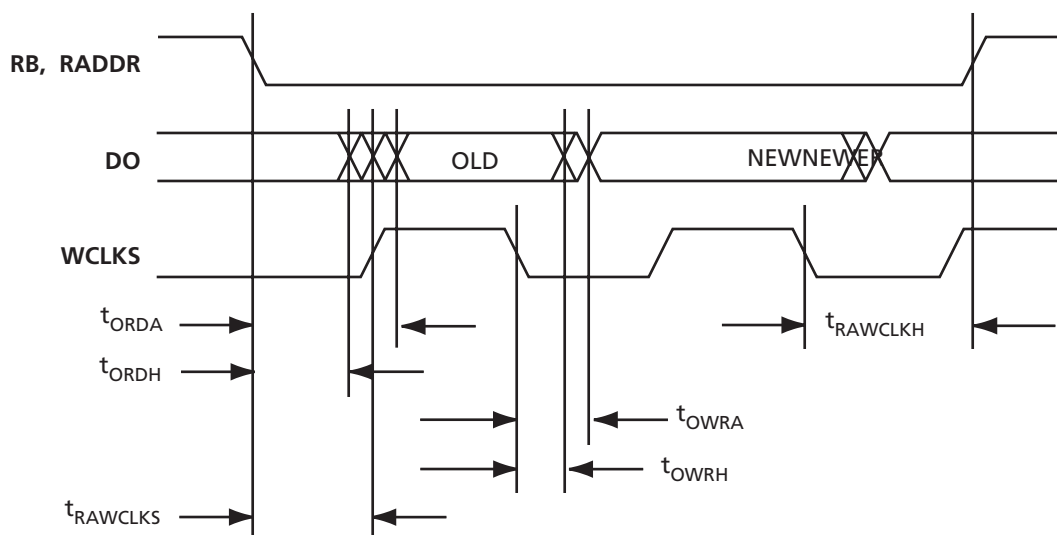 RB, RADDR
DO
OLD
NEWNEWER
WCLKS
tORDA
tRAWCLKH
tORDH
tOWRA
tOWRH
tRAWCLKS